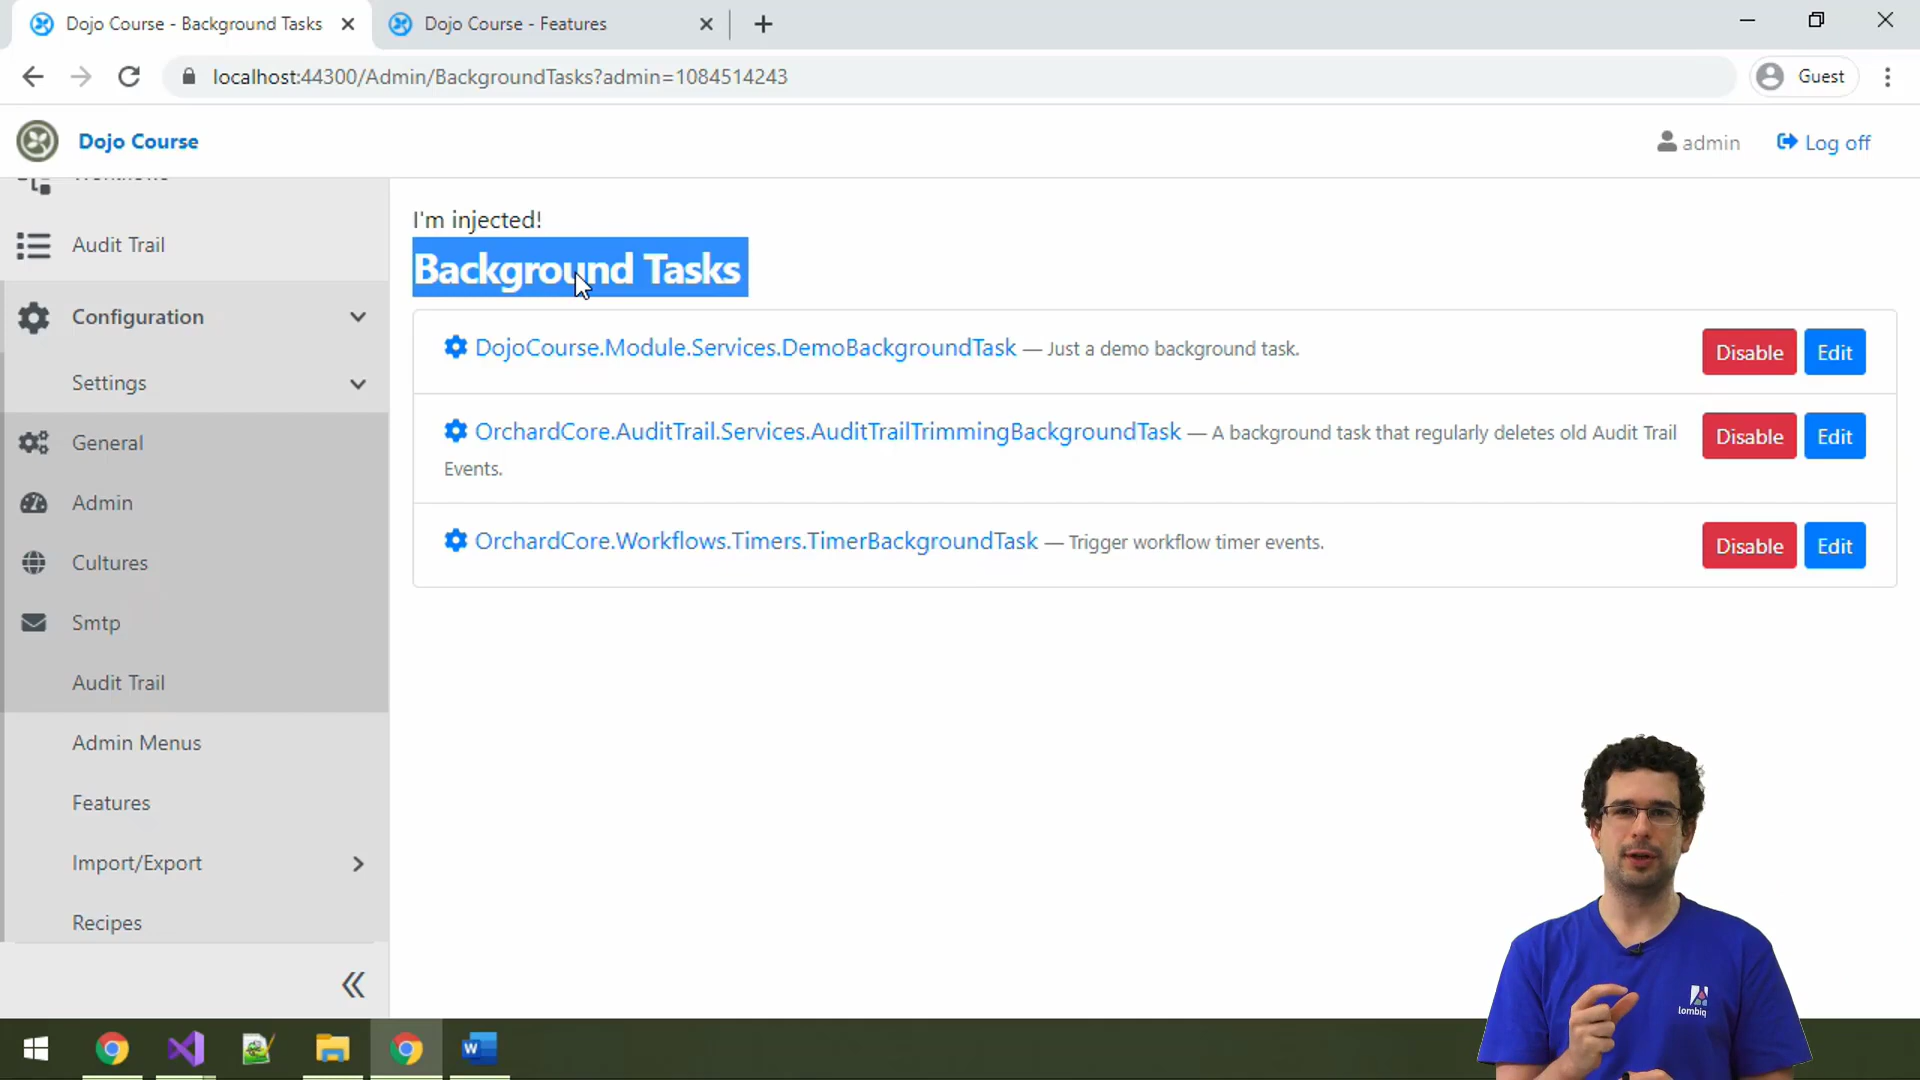 Dojo Course - Background Tasks
Dojo Course - Features
localhost:44300/Admin/BackgroundTasks?admin=1084514243
Guest
Dojo Course
admin
Log off
Workflows
Audit Trail
Configuration
Settings
General
Admin
Cultures
Smtp
Audit Trail
Admin Menus
Features
Import/Export
Recipes
I'm injected!
Background Tasks
DojoCourse.Module.Services.DemoBackgroundTask — Just a demo background task.
Disable
Edit
OrchardCore.AuditTrail.Services.AuditTrailTrimmingBackgroundTask — A background task that regularly deletes old Audit Trail
Events.
Disable
Edit
OrchardCore.Workflows.Timers.TimerBackgroundTask — Trigger workflow timer events.
Disable
Edit
lombiq
W